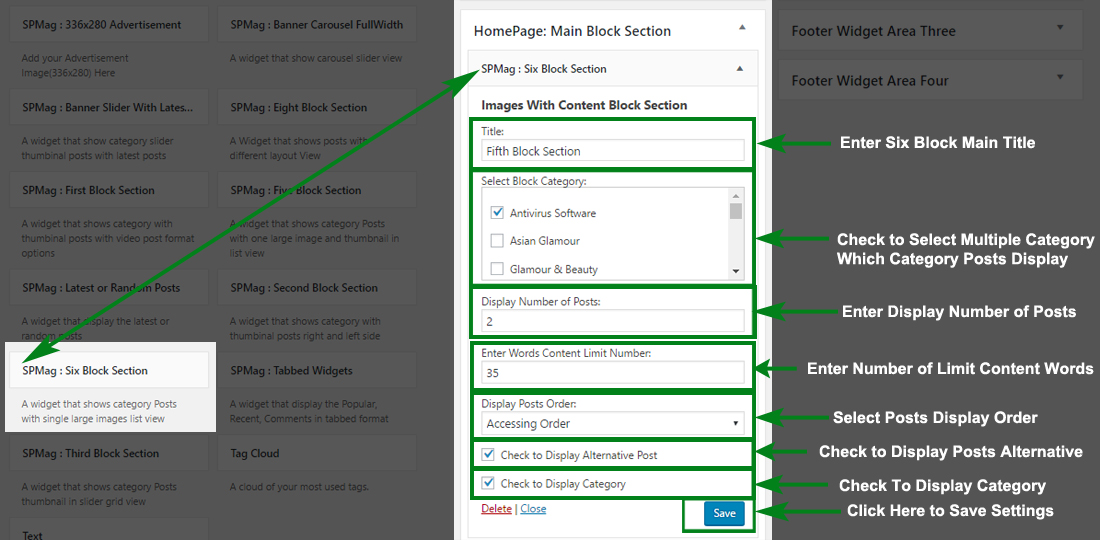 SPMag : 336x280 Advertisement
Add your Advertisement
Image(336x280) Here
SPMag : Banner Carousel FullWidth
A widget that show carousel slider view
SPMag : Banner Slider With Lates...
A widget that show category slider
thumbnail posts with latest posts
SPMag : Eight Block Section
A Widget that shows posts with
different layout View
SPMag : First Block Section
A widget that shows category with
thumbnail posts with video post format
options
SPMag : Five Block Section
A widget that shows category Posts
with one large image and thumbnail in
list view
SPMag : Latest or Random Posts
A widget that display the latest or
random posts
SPMag : Second Block Section
A widget that shows category with
thumbnail posts right and left side
SPMag : Six Block Section
A widget that shows category Posts
with single large images list view
SPMag : Tabbed Widgets
A widget that display the Popular,
Recent, Comments in tabbed format
SPMag : Third Block Section
A widget that shows category Posts
thumbnail in slider grid view
Tag Cloud
A cloud of your most used tags.
Text
HomePage: Main Block Section
SPMag : Six Block Section
Images With Content Block Section
Title:
Fifth Block Section
Select Block Category:
Antivirus Software
Asian Glamour
Glamour & Beauty
Display Number of Posts:
2
Enter Words Content Limit Number:
35
Display Posts Order:
Accessing Order
Check to Display Alternative Post
Check to Display Category
Delete | Close
Save
Footer Widget Area Three
Footer Widget Area Four
Enter Six Block Main Title
Check to Select Multiple Category
Which Category Posts Display
Enter Display Number of Posts
Enter Number of Limit Content Words
Select Posts Display Order
Check to Display Posts Alternative
Check To Display Category
Click Here to Save Settings